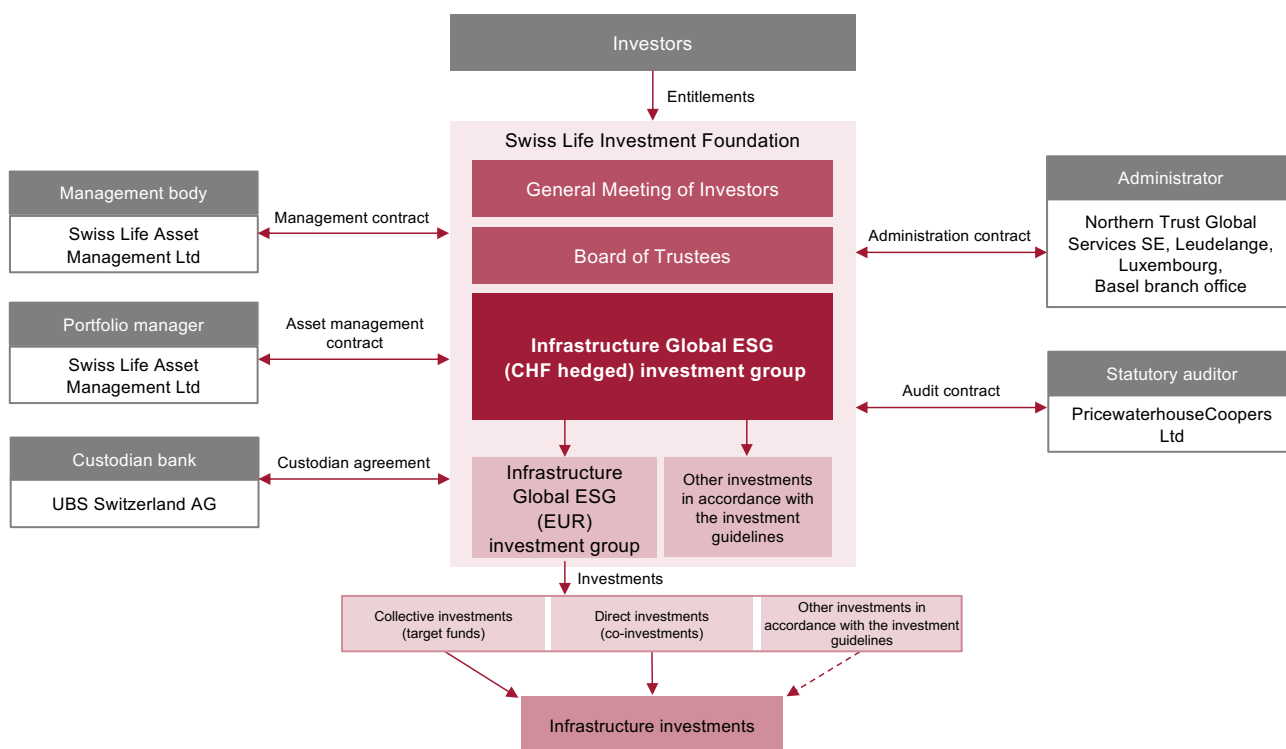 Investors
Entitlements
Swiss Life Investment Foundation
General Meeting of Investors
Board of Trustees
Infrastructure Global ESG
(CHF hedged) investment group
Infrastructure
Global ESG
(EUR)
investment group
Other investments
in accordance with
the investment
guidelines
Management body
Swiss Life Asset
Management Ltd
Management contract
Portfolio manager
Swiss Life Asset
Management Ltd
Asset management
contract
Custodian bank
UBS Switzerland AG
Custodian agreement
Administration contract
Administrator
Northern Trust Global
Services SE, Leudelange,
Luxembourg,
Basel branch office
Audit contract
Statutory auditor
PricewaterhouseCoopers
Ltd
Investments
Collective investments
(target funds)
Direct investments
(co-investments)
Other investments in
accordance with the investment
guidelines
Infrastructure investments